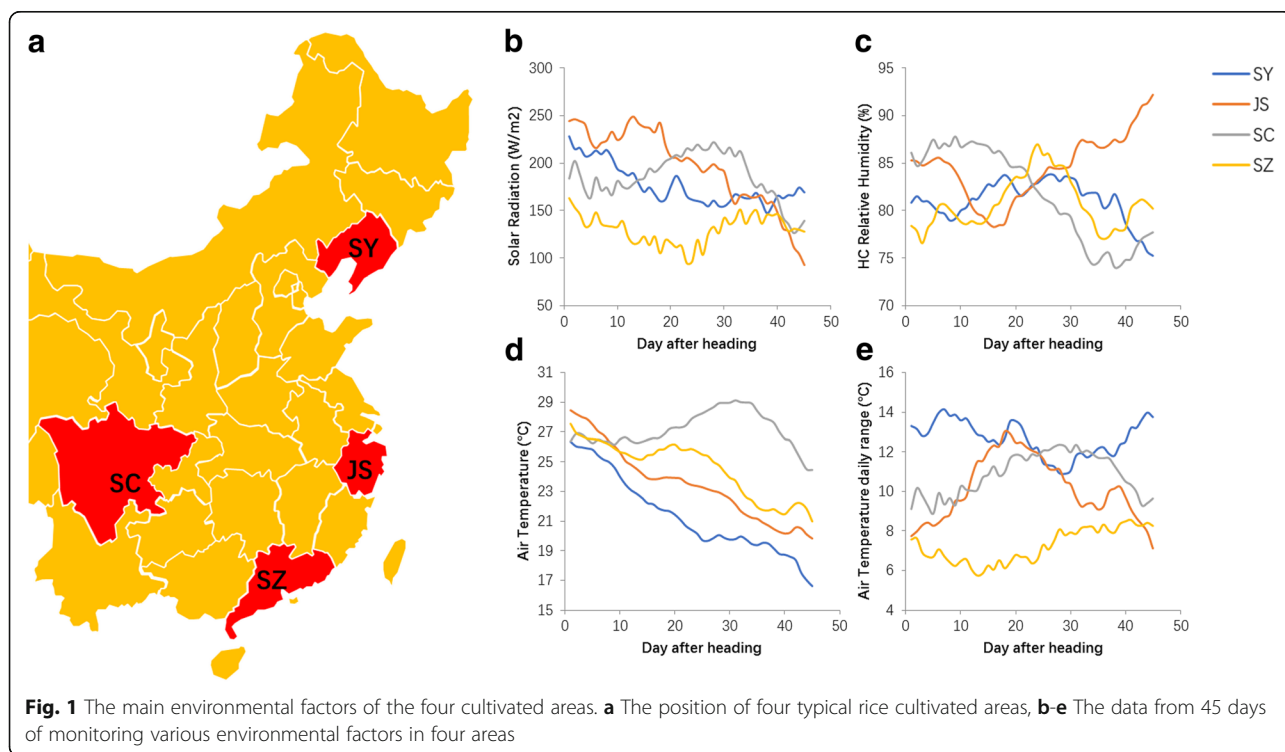 a
SY
SC
JS
SZ
b
300
250
200
150
100
50
Solar Radiation (W/m2)
0
10
20
30
40
50
Day after heading
c
95
90
85
80
75
70
HC Relative Humidity (%)
0
10
20
30
40
50
Day after heading
SY
JS
SC
SZ
d
31
29
27
25
23
21
19
17
15
Air Temperature (°C)
0
10
20
30
40
50
Day after heading
e
16
14
12
10
8
6
4
Air Temperature daily range (°C)
0
10
20
30
40
50
Day after heading
Fig. 1 The main environmental factors of the four cultivated areas. a The position of four typical rice cultivated areas, b-e The data from 45 days
of monitoring various environmental factors in four areas